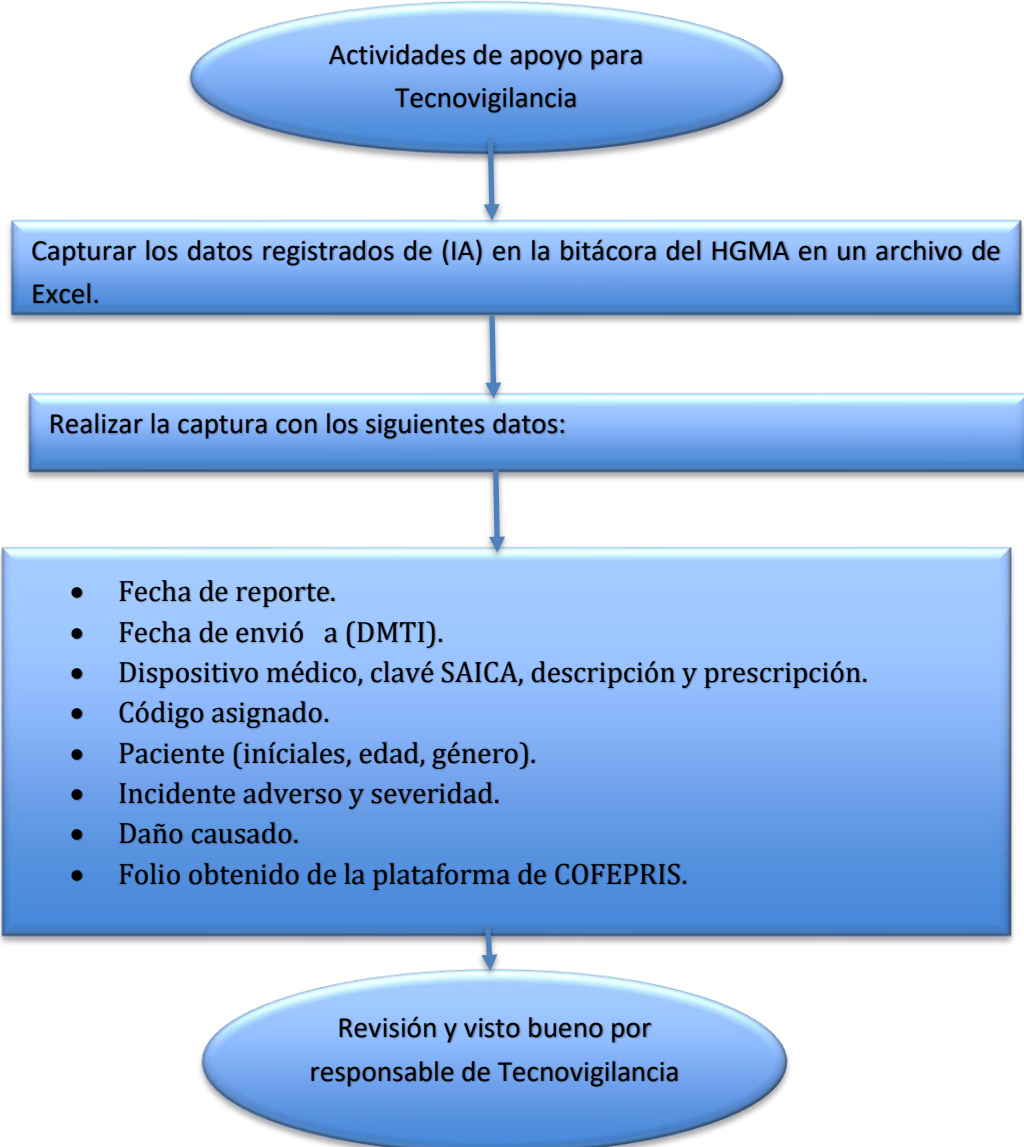 Actividades de apoyo para
Tecnovigilancia
Capturar los datos registrados de (IA) en la bitácora del HGMA en un archivo de
Excel.
Realizar la captura con los siguientes datos:
• Fecha de reporte.
• Fecha de envió a (DMTI).
• Dispositivo médico, clavé SAICA, descripción y prescripción.
• Código asignado.
• Paciente (iníciales, edad, género).
• Incidente adverso y severidad.
• Daño causado.
• Folio obtenido de la plataforma de COFEPRIS.
Revisión y visto bueno por
responsable de Tecnovigilancia